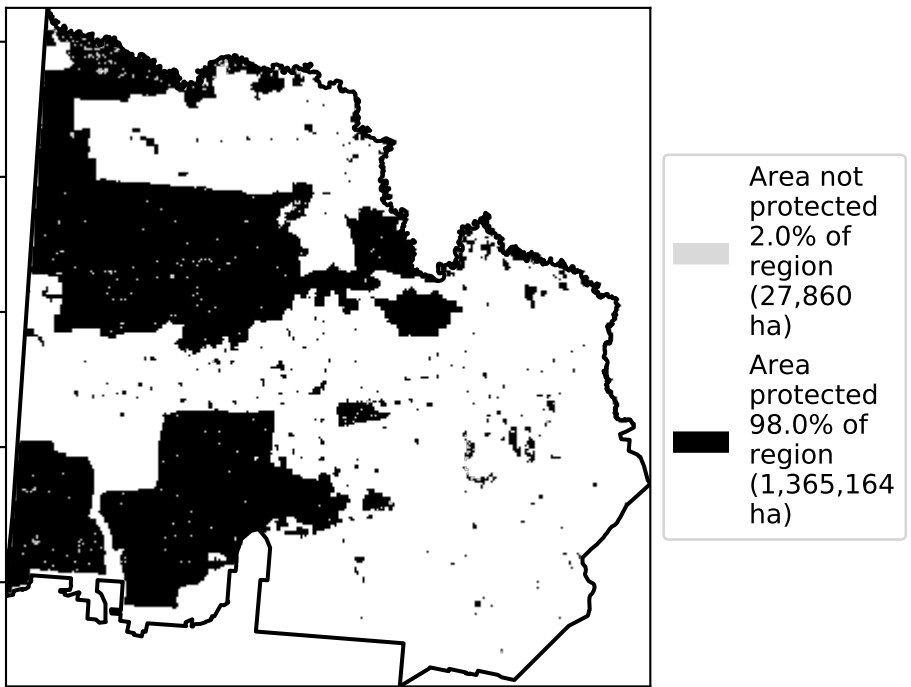 Area not
protected
2.0% of
region
(27,860
ha)
Area
protected
98.0% of
region
(1,365,164
ha)